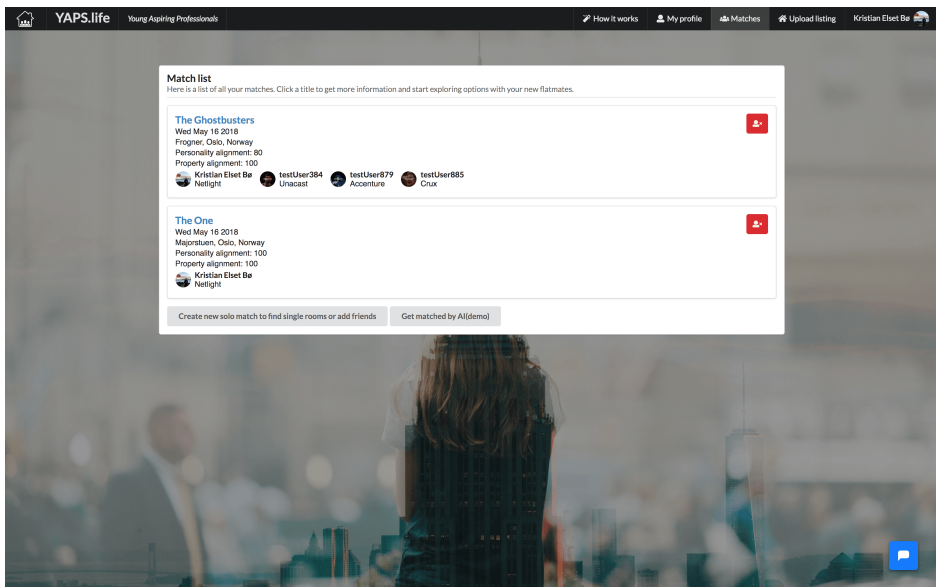 YAPS.life
Young Aspiring Professionals
How it works
My profile
Matches
Upload listing
Kristian Elset Bø
Match list
Here is a list of all your matches. Click a title to get more information and start exploring options with your new flatmates.
The Ghostbusters
Wed May 16 2018
Frogner, Oslo, Norway
Personality alignment: 80
Property alignment: 100
Kristian Elset Bø
Netlight
testUser384
Unacast
testUser879
Accenture
testUser885
Crux
The One
Wed May 16 2018
Majorstuen, Oslo, Norway
Personality alignment: 100
Property alignment: 100
Kristian Elset Bø
Netlight
Create new solo match to find single rooms or add friends
Get matched by AI(demo)